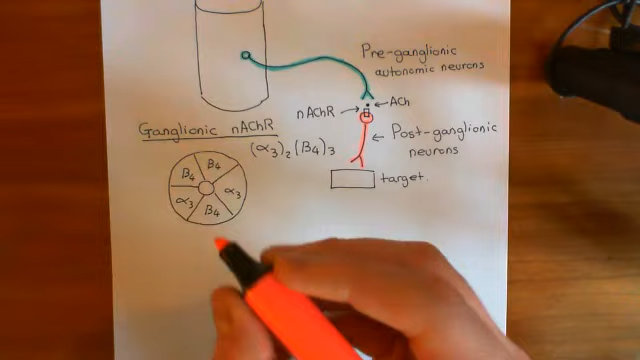 Pre-ganglionic
autonomic neurons
nAChR
ACh
Ganglionic nAChR
(α3)2(β4)3
Post-ganglionic
neurons
β4
β4
α3
α3
β4
target.